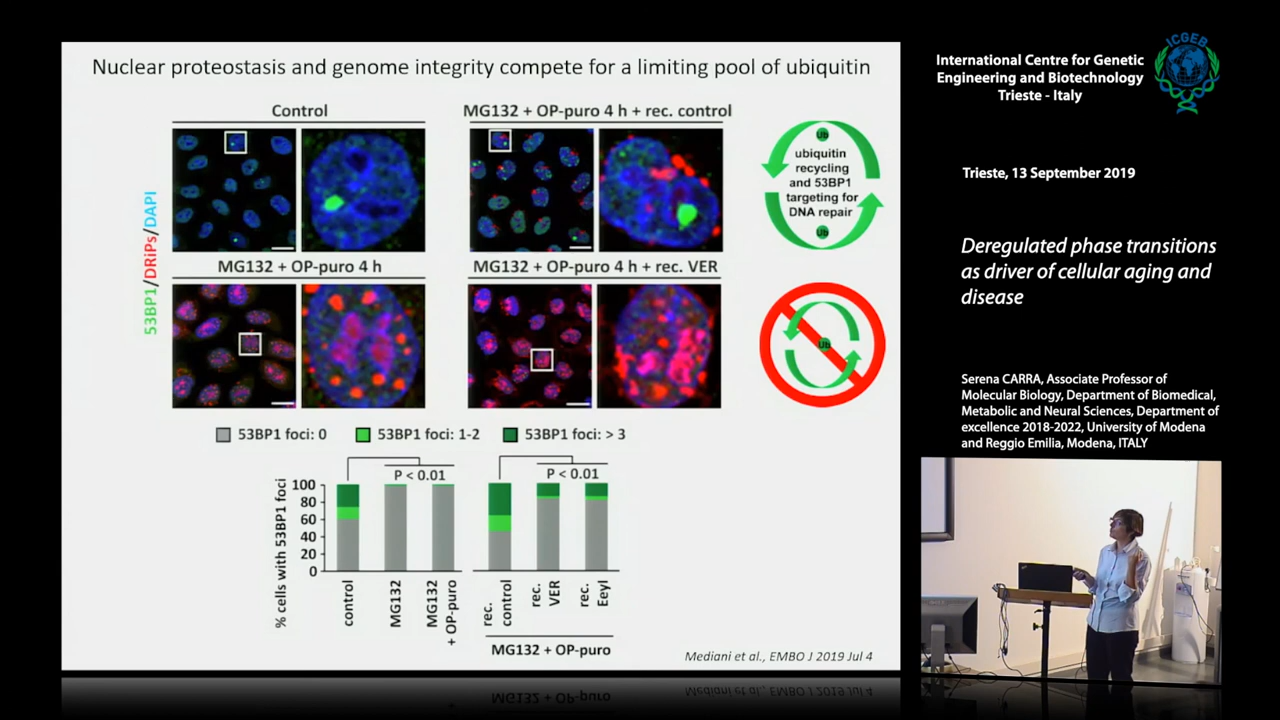 Nuclear proteostasis and genome integrity compete for a limiting pool of ubiquitin
Control
MG132 + OP-puro 4 h + rec. control
53BP1/DRiPs/DAPI
MG132 + OP-puro 4 h
MG132 + OP-puro 4 h + rec. VER
Ub
ubiquitin
recycling
and 53BP1
targeting for
DNA repair
Ub
Ub
53BP1 foci: 0
53BP1 foci: 1-2
53BP1 foci: > 3
P < 0.01
P < 0.01
% cells with 53BP1 foci
100
80
60
40
20
0
control
MG132
MG132
+ OP-puro
rec.
control
rec.
VER
rec.
Eeyl
MG132 + OP-puro
Mediani et al., EMBO J 2019 Jul 4
International Centre for Genetic
Engineering and Biotechnology
Trieste - Italy
ICGEB
Trieste, 13 September 2019
Deregulated phase transitions
as driver of cellular aging and
disease
Serena CARRA, Associate Professor of
Molecular Biology, Department of Biomedical,
Metabolic and Neural Sciences, Department of
excellence 2018-2022, University of Modena
and Reggio Emilia, Modena, ITALY